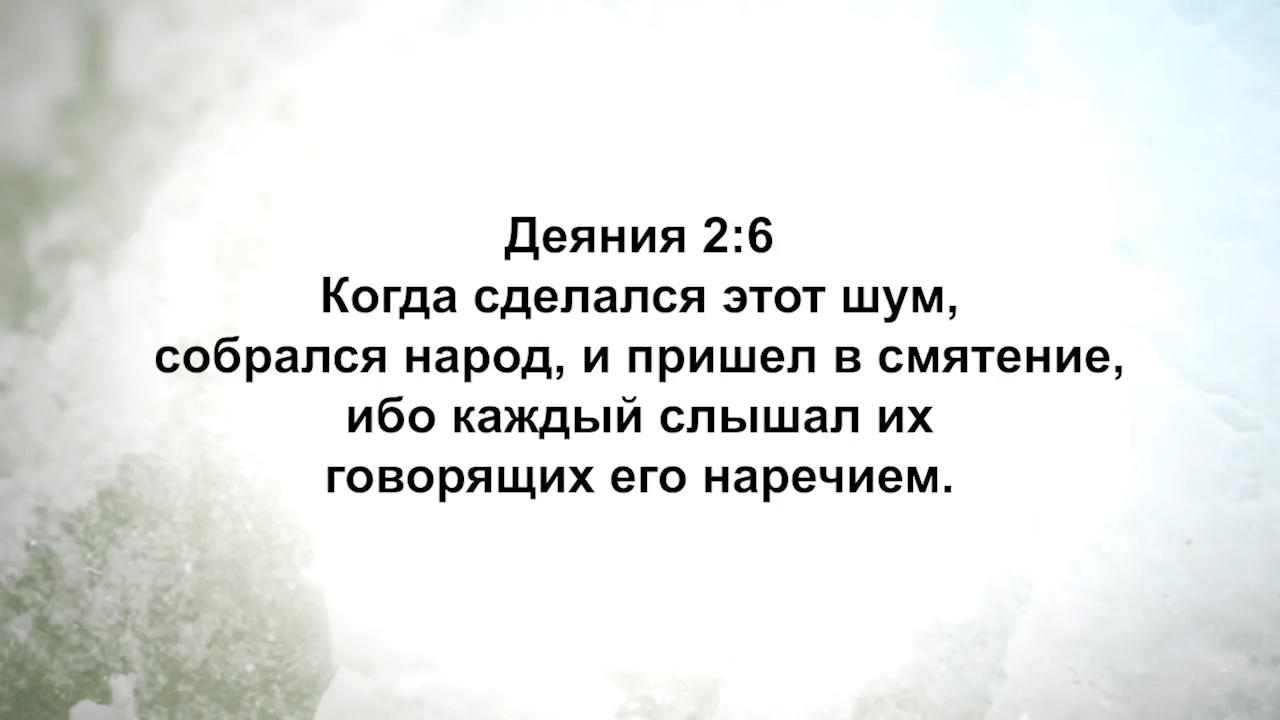 Деяния 2:6
Когда сделался этот шум,
собрался народ, и пришел в смятение,
ибо каждый слышал их
говорящих его наречием.